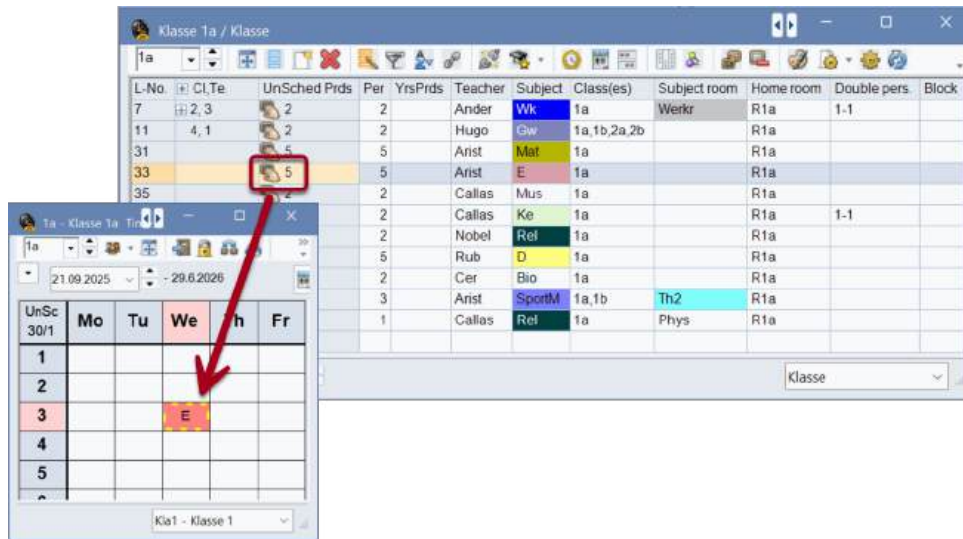 Klasse 1a / Klasse
1a
L-No. Cl,Te. UnSched Prds Per YrsPrds Teacher Subject Class(es) Subject room Home room Double pers. Block
7 2, 3 2 2 Ander Wk 1a Werkr R1a 1-1
11 4, 1 2 2 Hugo Gw 1a,1b,2a,2b R1a
31 5 5 Arist Mat 1a R1a
33 5 5 Arist E 1a R1a
35 2 2 Callas Mus 1a R1a
2 Callas Ke 1a R1a 1-1
2 Nobel Rel 1a R1a
5 Rub D 1a R1a
2 Cer Bio 1a R1a
3 Arist SportM 1a,1b Th2 R1a
1 Callas Rel 1a Phys R1a
Klasse
1a - Klasse 1a
1a
21.09.2025 - 29.6.2026
UnSc
30/1 Mo Tu We Th Fr
1
2
3 E
4
5
Kla1 - Klasse 1